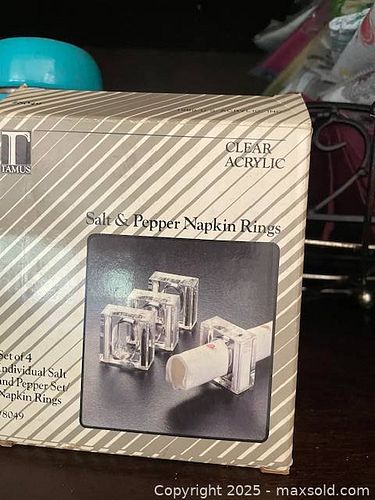 T
TAMUS
CLEAR
ACRYLIC
Salt & Pepper Napkin Rings
Set of 4
Individual Salt
and Pepper Set/
Napkin Rings
78049
Copyright © 2025 - maxsold.com